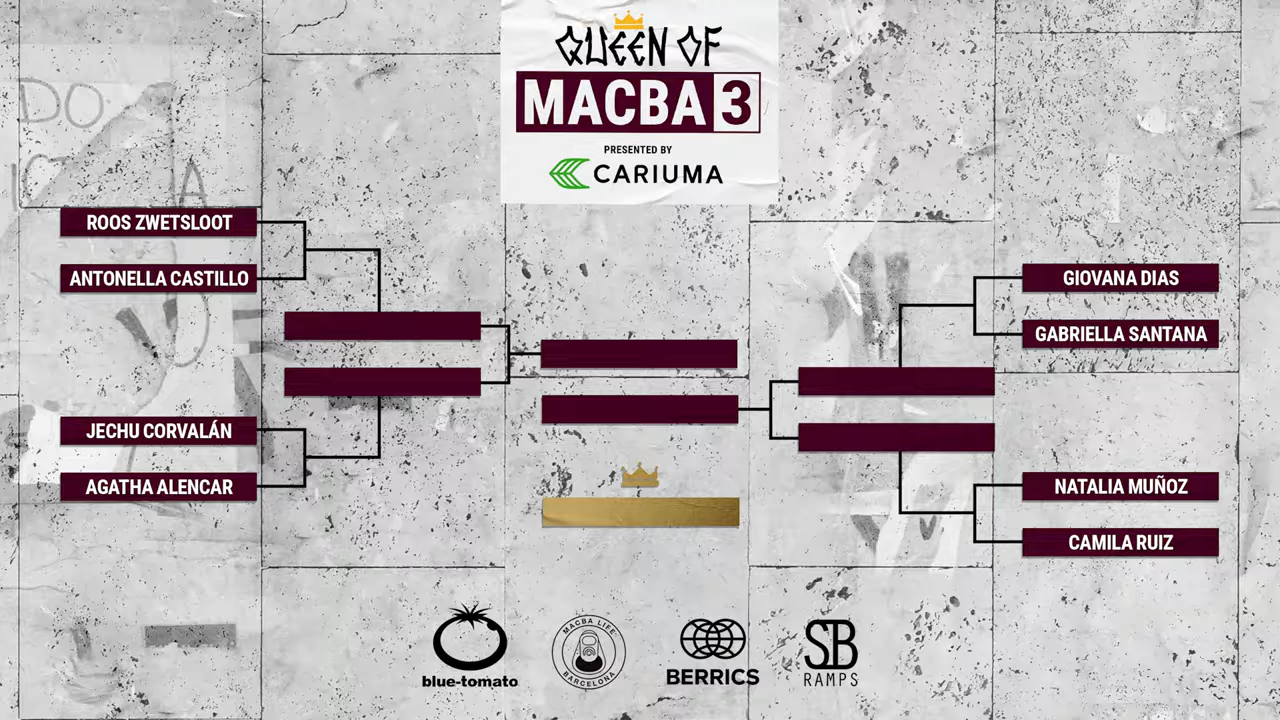 QUEEN OF
MACBA 3
PRESENTED BY
CARIUMA
ROOS ZWETSLOOT
ANTONELLA CASTILLO
JECHU CORVALÁN
AGATHA ALENCAR
GIOVANA DIAS
GABRIELLA SANTANA
NATALIA MUÑOZ
CAMILA RUIZ
blue-tomato
MACBA LIFE
BARCELONA
BERRICS
SB
RAMPS
DO
A